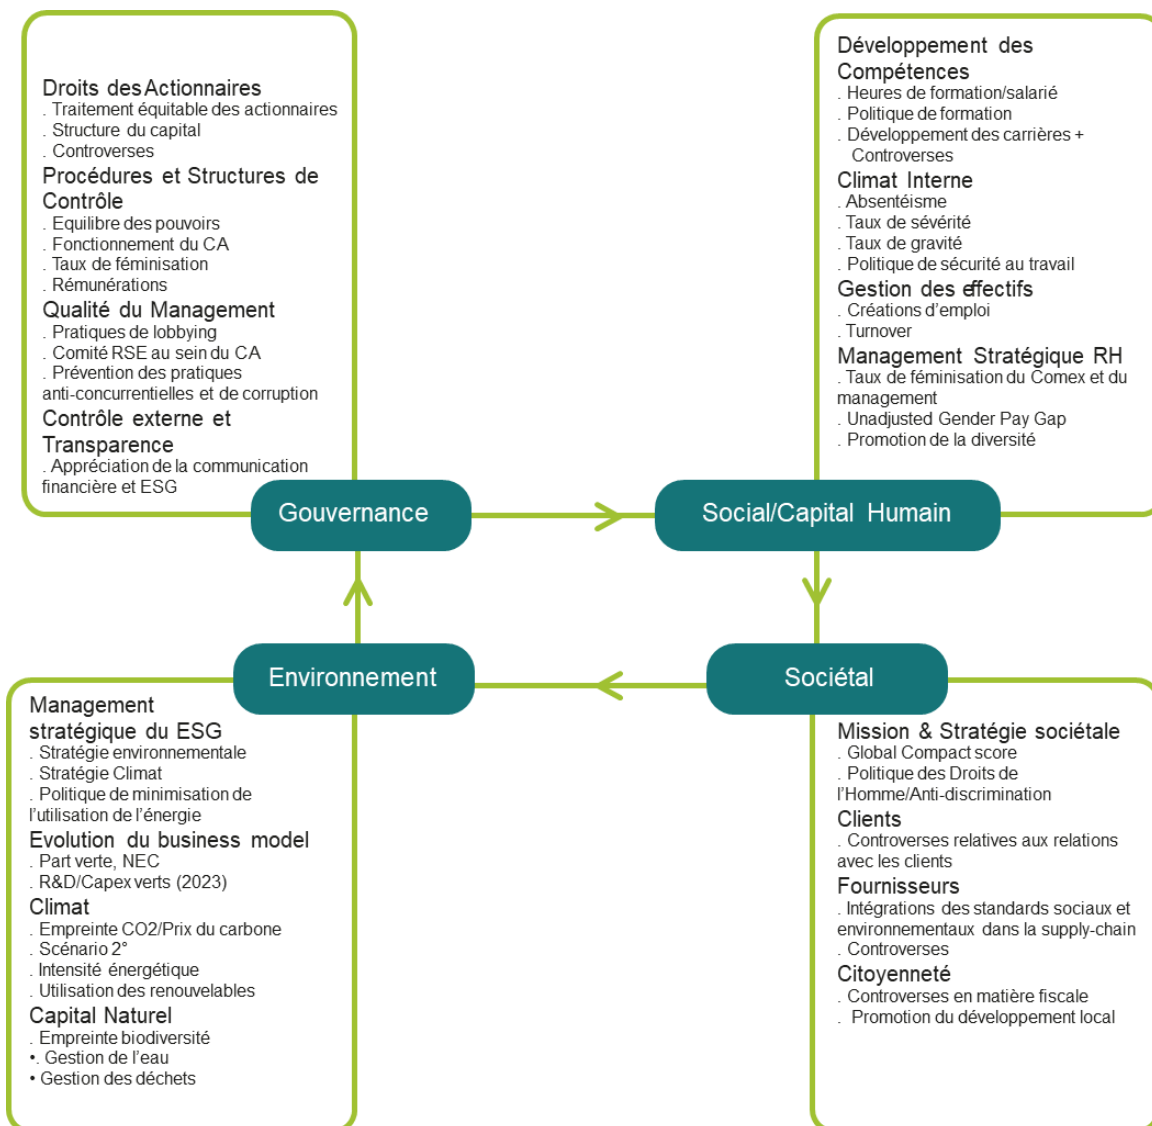 Droits des Actionnaires
. Traitement équitable des actionnaires
. Structure du capital
. Controverses
Procédures et Structures de
Contrôle
. Equilibre des pouvoirs
. Fonctionnement du CA
. Taux de féminisation
. Rémunérations
Qualité du Management
. Pratiques de lobbying
. Comité RSE au sein du CA
. Prévention des pratiques
anti-concurrentielles et de corruption
Contrôle externe et
Transparence
. Appréciation de la communication
financière et ESG
Gouvernance
Développement des
Compétences
. Heures de formation/salarié
. Politique de formation
. Développement des carrières +
Controverses
Climat Interne
. Absentéisme
. Taux de sévérité
. Taux de gravité
. Politique de sécurité au travail
Gestion des effectifs
. Créations d'emploi
. Turnover
Management Stratégique RH
. Taux de féminisation du Comex et du
management
. Unadjusted Gender Pay Gap
. Promotion de la diversité
Social/Capital Humain
Environnement
Management
stratégique du ESG
. Stratégie environnementale
. Stratégie Climat
. Politique de minimisation de
l'utilisation de l'énergie
Evolution du business model
. Part verte, NEC
. R&D/Capex verts (2023)
Climat
. Empreinte CO2/Prix du carbone
. Scénario 2°
. Intensité énergétique
. Utilisation des renouvelables
Capital Naturel
. Empreinte biodiversité
•. Gestion de l'eau
• Gestion des déchets
Sociétal
Mission & Stratégie sociétale
. Global Compact score
. Politique des Droits de
l'Homme/Anti-discrimination
Clients
. Controverses relatives aux relations
avec les clients
Fournisseurs
. Intégrations des standards sociaux et
environnementaux dans la supply-chain
. Controverses
Citoyenneté
. Controverses en matière fiscale
. Promotion du développement local